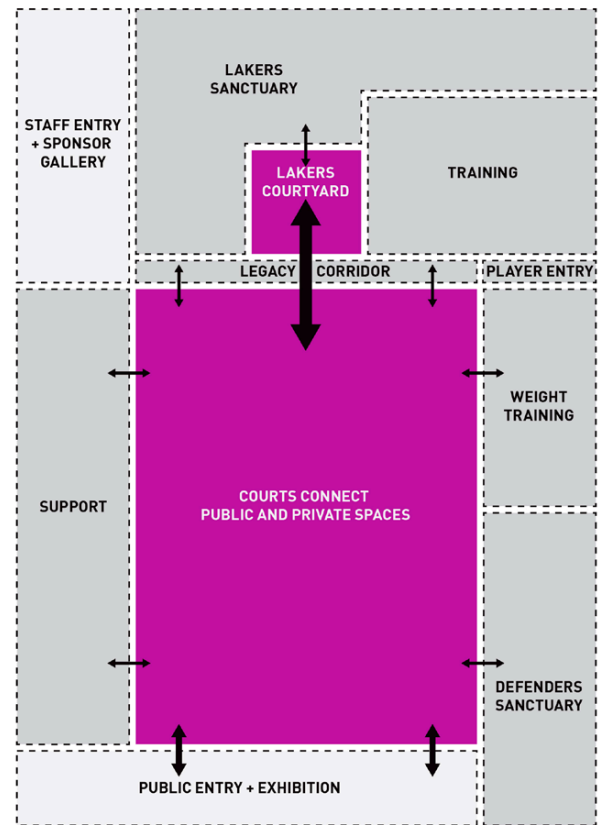 LAKERS
SANCTUARY
STAFF ENTRY
+ SPONSOR
GALLERY
LAKERS
COURTYARD
TRAINING
LEGACY CORRIDOR
PLAYER ENTRY
WEIGHT
TRAINING
COURTS CONNECT
PUBLIC AND PRIVATE SPACES
SUPPORT
DEFENDERS
SANCTUARY
PUBLIC ENTRY + EXHIBITION